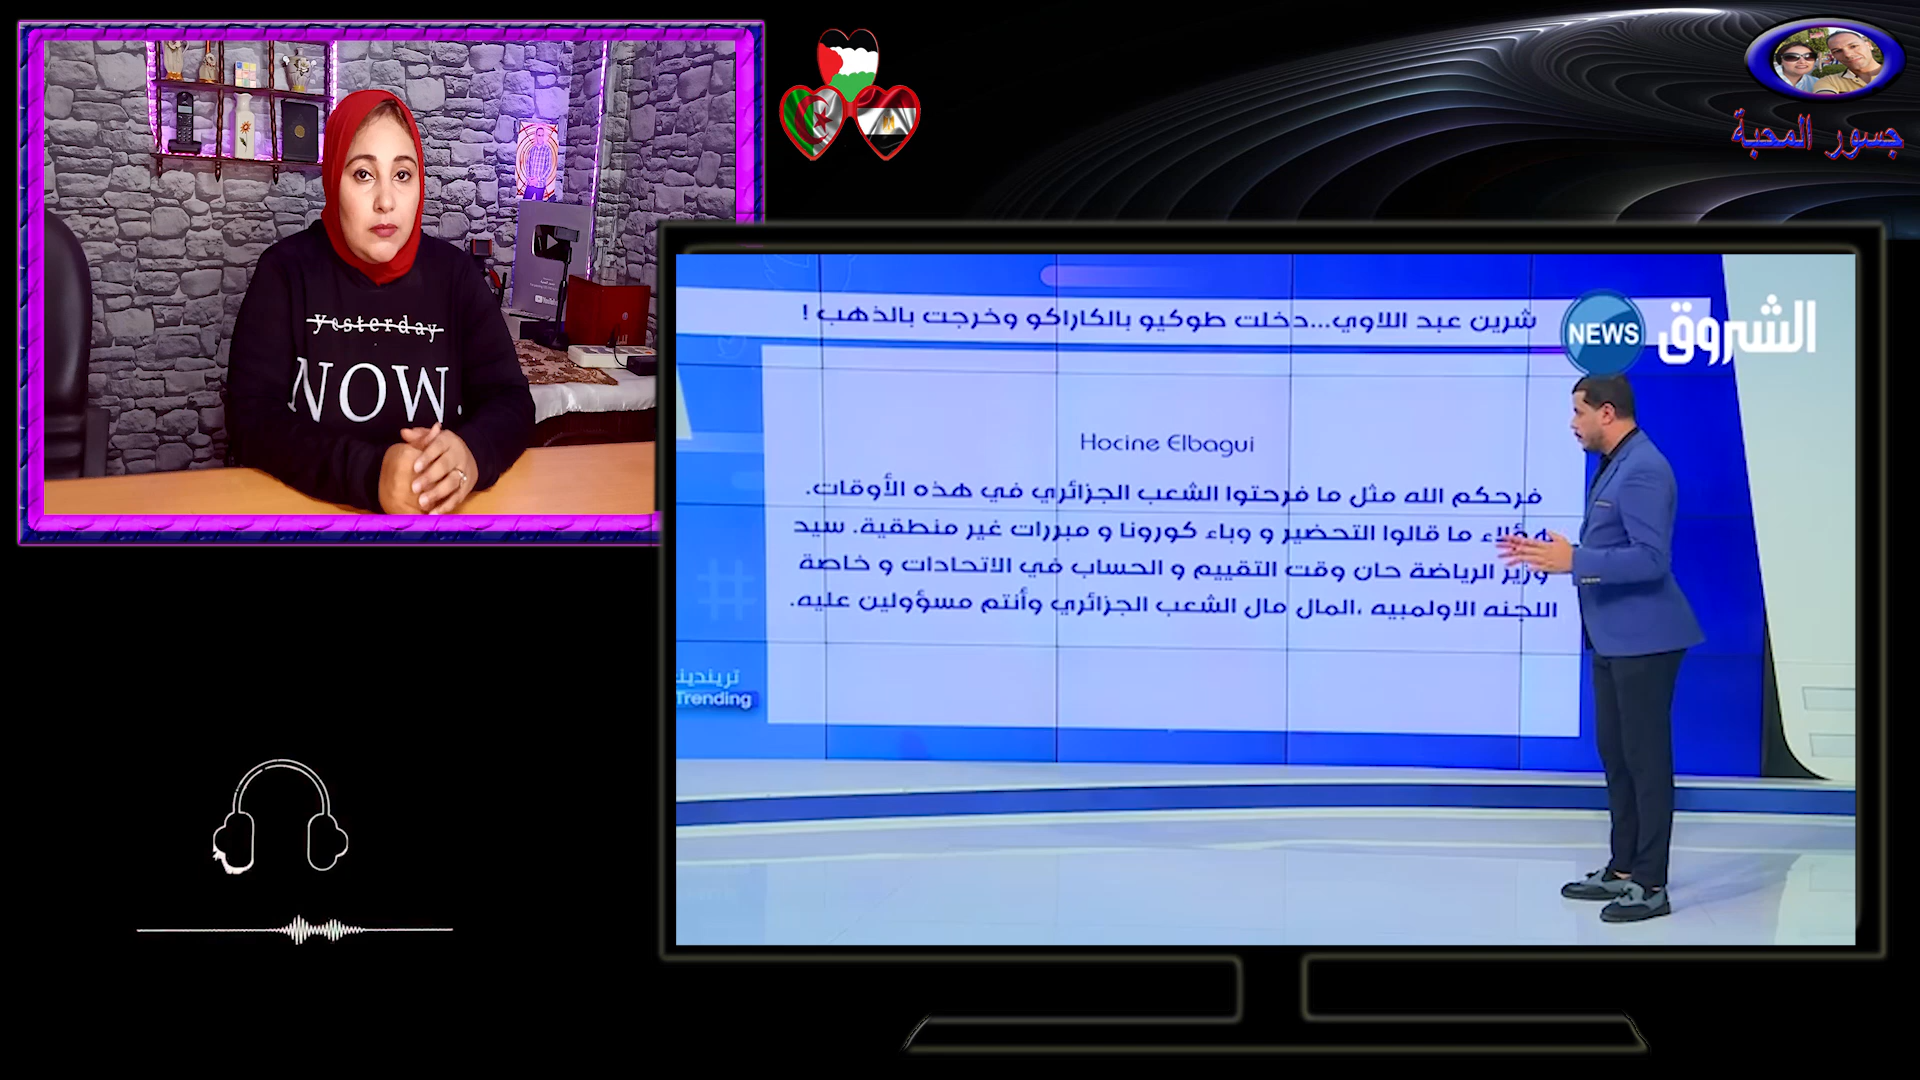 جسور المحبة
yesterday
NOW.
YouTube
شرين عبد اللاوي...دخلت طوكيو بالكاراكو وخرجت بالذهب !
NEWS الشروق
Hocine Elbagui
فرحكم الله مثل ما فرحتوا الشعب الجزائري في هذه الأوقات.
هؤلاء ما قالوا التحضير و وباء كورونا و مبررات غير منطقية. سيد
وزير الرياضة حان وقت التقييم و الحساب في الاتحادات و خاصة
اللجنه الاولمبيه ،المال مال الشعب الجزائري وأنتم مسؤولين عليه.
#
تريندينغ
Trending